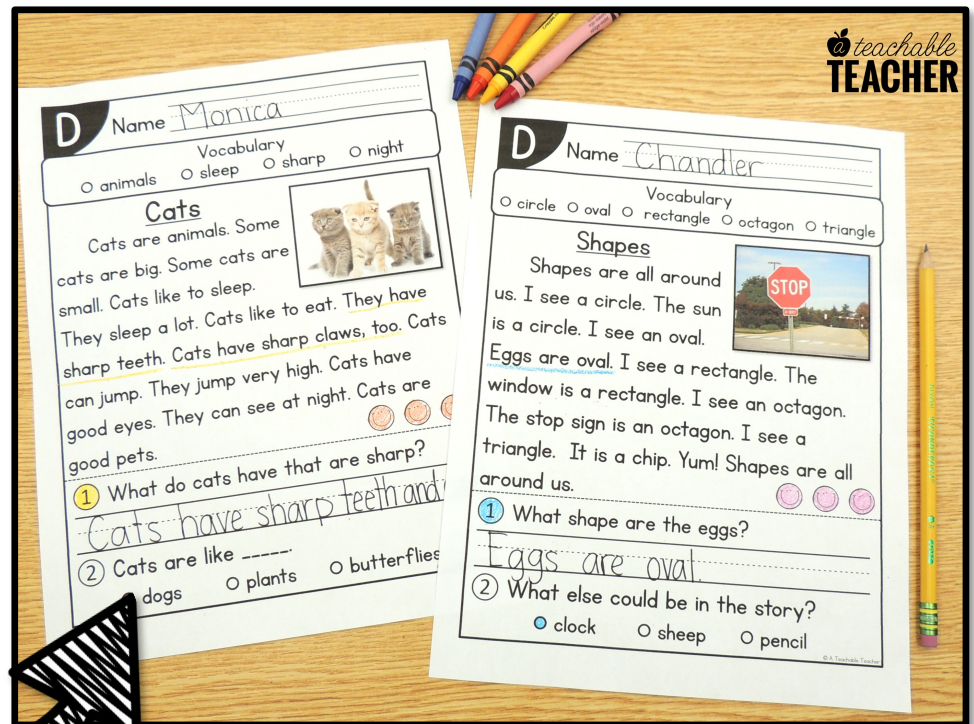 a teachable
TEACHER
D
Name Monica
Vocabulary
animals sleep sharp night
Cats
Cats are animals. Some
cats are big. Some cats are
small. Cats like to sleep.
They sleep a lot. Cats like to eat. They have
sharp teeth. Cats have sharp claws, too. Cats
can jump. They jump very high. Cats have
good eyes. They can see at night. Cats are
good pets.
1 What do cats have that are sharp?
Cats have sharp teeth and
2 Cats are like _____.
dogs plants butterflies
D
Name Chandler
Vocabulary
circle oval rectangle octagon triangle
Shapes
Shapes are all around
us. I see a circle. The sun
is a circle. I see an oval.
Eggs are oval. I see a rectangle. The
window is a rectangle. I see an octagon.
The stop sign is an octagon. I see a
triangle. It is a chip. Yum! Shapes are all
around us.
STOP
1 What shape are the eggs?
Eggs are oval.
2 What else could be in the story?
clock sheep pencil
© A Teachable Teacher